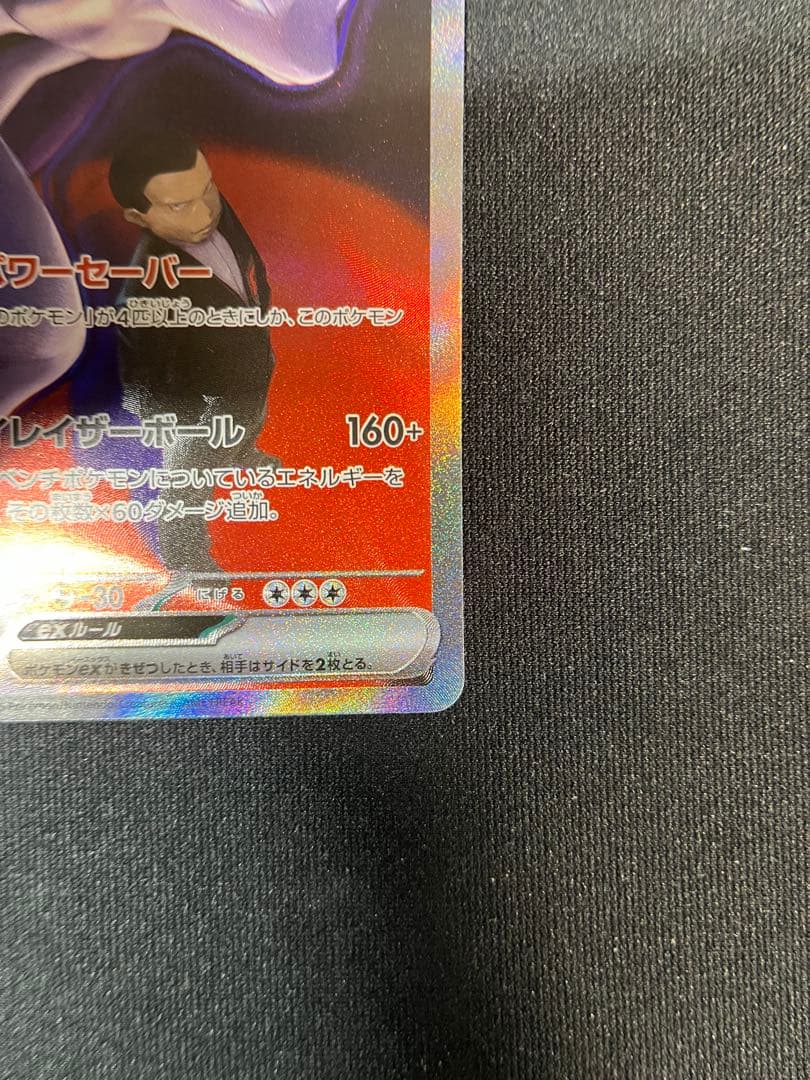 パワーセーバー
のポケモン」が4匹以上のときにしか、このポケモン
イレイザーボール 160+
ベンチポケモンについているエネルギーを
その枚数×60ダメージ追加。
-30 にげる
exルール
ポケモンexがきぜつしたとき、相手はサイドを2枚とる。